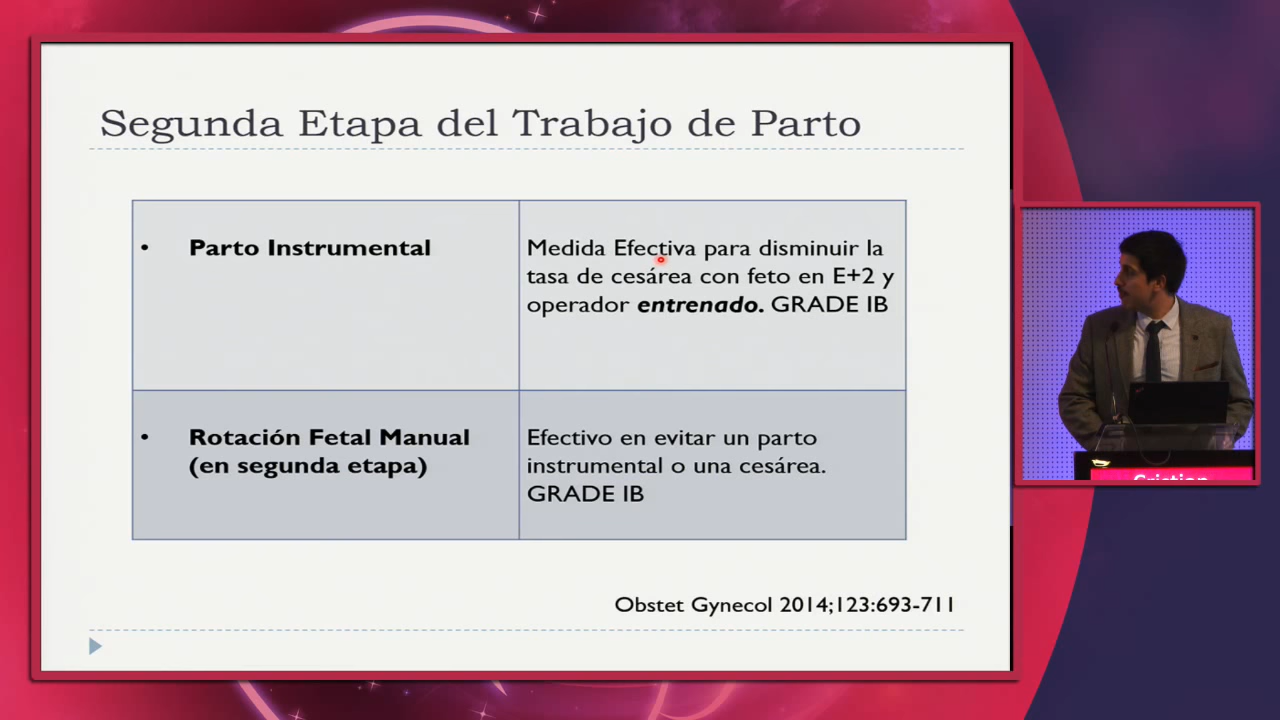 Segunda Etapa del Trabajo de Parto
• Parto Instrumental
Medida Efectiva para disminuir la
tasa de cesárea con feto en E+2 y
operador entrenado. GRADE IB
• Rotación Fetal Manual
(en segunda etapa)
Efectivo en evitar un parto
instrumental o una cesárea.
GRADE IB
Obstet Gynecol 2014;123:693-711
Cristian